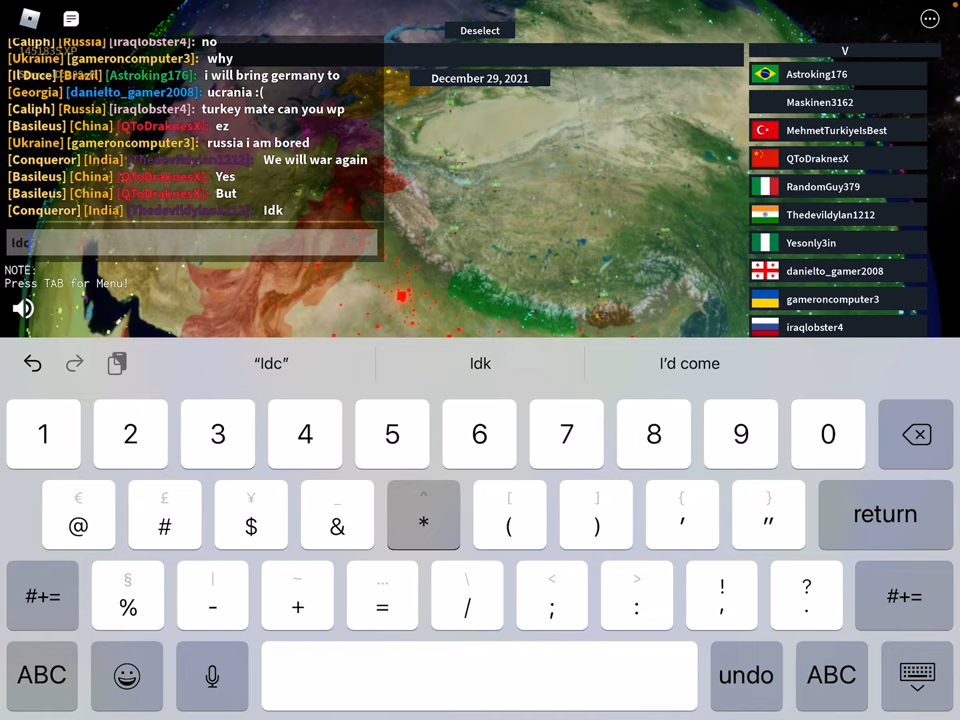 Deselect
[Caliph] [Russia] [iraqlobster4]: no
[Ukraine] [gameroncomputer3]: why
[Il Duce] [Brazil] [Astroking176]: i will bring germany to
[Georgia] [danielto_gamer2008]: ucrania :(
[Caliph] [Russia] [iraqlobster4]: turkey mate can you wp
[Basileus] [China] [QToDraknesX]: ez
[Ukraine] [gameroncomputer3]: russia i am bored
[Conqueror] [India] [Thedevildylan1212]: We will war again
[Basileus] [China] [QToDraknesX]: Yes
[Basileus] [China] [QToDraknesX]: But
[Conqueror] [India] [Thedevildylan1212]: Idk
Idc
NOTE:
Press TAB for Menu!
December 29, 2021
V
Astroking176
Maskinen3162
MehmetTurkiyeIsBest
QToDraknesX
RandomGuy379
Thedevildylan1212
Yesonly3in
danielto_gamer2008
gameroncomputer3
iraqlobster4
“Idc” Idk I’d come
1 2 3 4 5 6 7 8 9 0
€ £ ¥ _ ^ [ ] { }
@ # $ & * ( ) ' " return
§ | ~ … \ < > ! ?
#+= % - + = / ; : , . #+=
ABC undo ABC